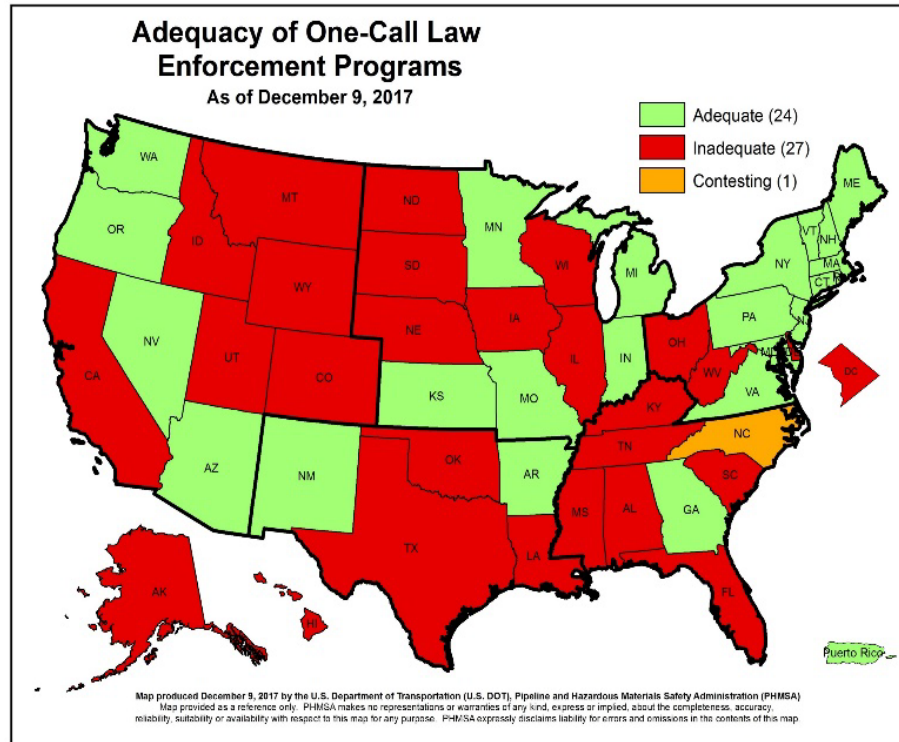 Adequacy of One-Call Law
Enforcement Programs
As of December 9, 2017
Adequate (24)
Inadequate (27)
Contesting (1)
WA
MT
ND
MN
ME
OR
ID
SD
WI
MI
VT
NH
NY
MA
CT
WY
NE
IA
PA
NV
UT
CO
IL
IN
OH
WV
VA
DC
CA
KS
MO
KY
AZ
NM
OK
AR
TN
NC
SC
MS
AL
GA
TX
LA
FL
AK
HI
Puerto Rico
Map produced December 9, 2017 by the U.S. Department of Transportation (U.S. DOT), Pipeline and Hazardous Materials Safety Administration (PHMSA)
Map provided as a reference only. PHMSA makes no representations or warranties of any kind, express or implied, about the completeness, accuracy,
reliability, suitability or availability with respect to this map for any purpose. PHMSA expressly disclaims liability for errors and omissions in the contents of this map.